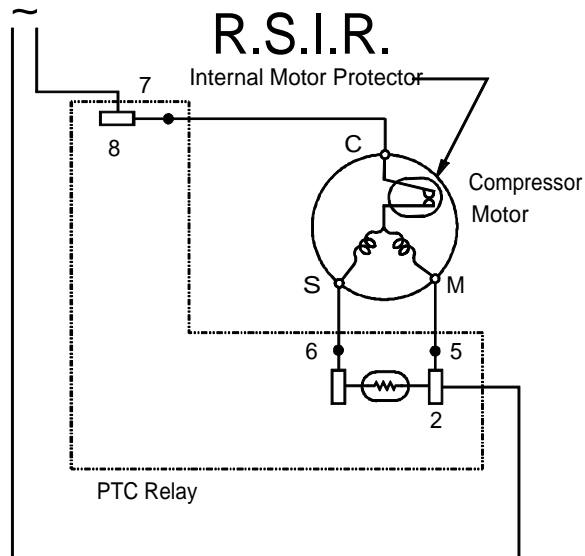 ~
R.S.I.R.
Internal Motor Protector
7
8
C
Compressor
Motor
S
M
6
5
2
PTC Relay